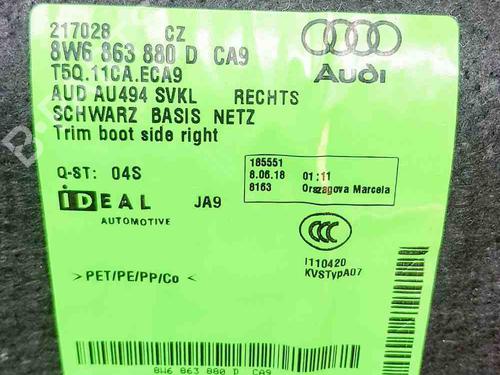 217028 CZ
8W6 863 880 D CA9
T5Q.11CA.ECA9
AUD AU494 SVKL RECHTS
SCHWARZ BASIS NETZ
Trim boot side right
Audi
Q-ST: 04S
185551
8.06.18 01:11
8163 Orszagova Marcela
iDEAL JA9
AUTOMOTIVE
CCC
I110420
KVSTypA07
>PET/PE/PP/Co<
8W6 863 880 D CA9